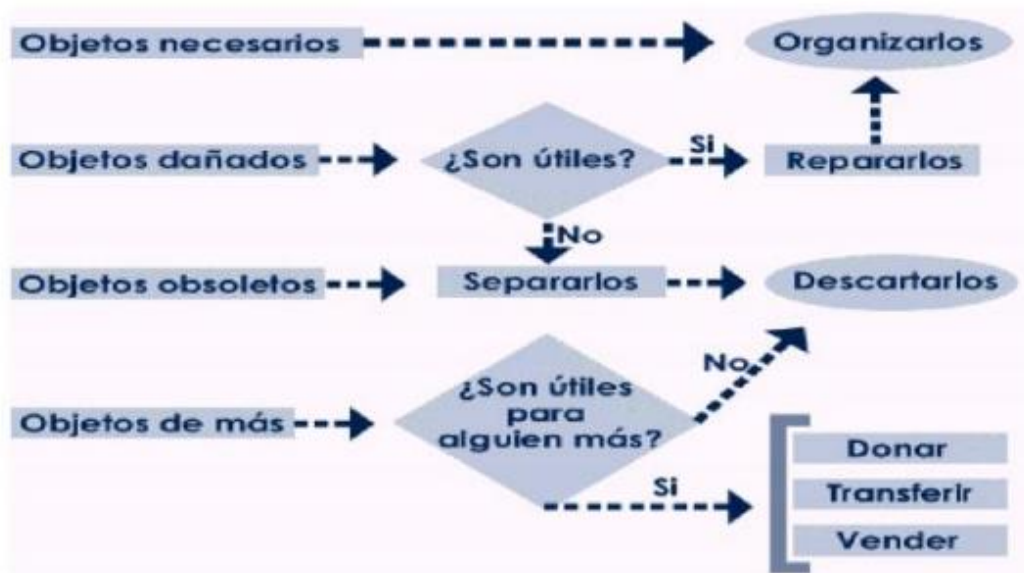 Objetos necesarios
Organizarlos
Objetos dañados
¿Son útiles?
Si
Repararlos
No
Objetos obsoletos
Separarlos
Descartarlos
Objetos de más
¿Son útiles
para
alguien más?
No
Si
Donar
Transferir
Vender